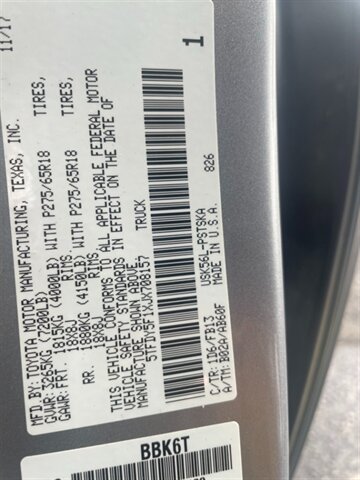 MFD. BY: TOYOTA MOTOR MANUFACTURING, TEXAS, INC. 11/17
GVWR: 3265KG (7200LB)
GAWR: FRT. 1815KG (4000LB) WITH P275/65R18 TIRES,
RIMS
RR. 1880KG (4150LB) WITH P275/65R18 TIRES,
RIMS
THIS VEHICLE CONFORMS TO ALL APPLICABLE FEDERAL MOTOR
VEHICLE SAFETY STANDARDS IN EFFECT ON THE DATE OF
MANUFACTURE SHOWN ABOVE.
TRUCK
C/TR: 1D6/FB13
A/TM: B0CA/AB60F
USK56L-PSTSKA
MADE IN U.S.A. 826
1
BBK6T